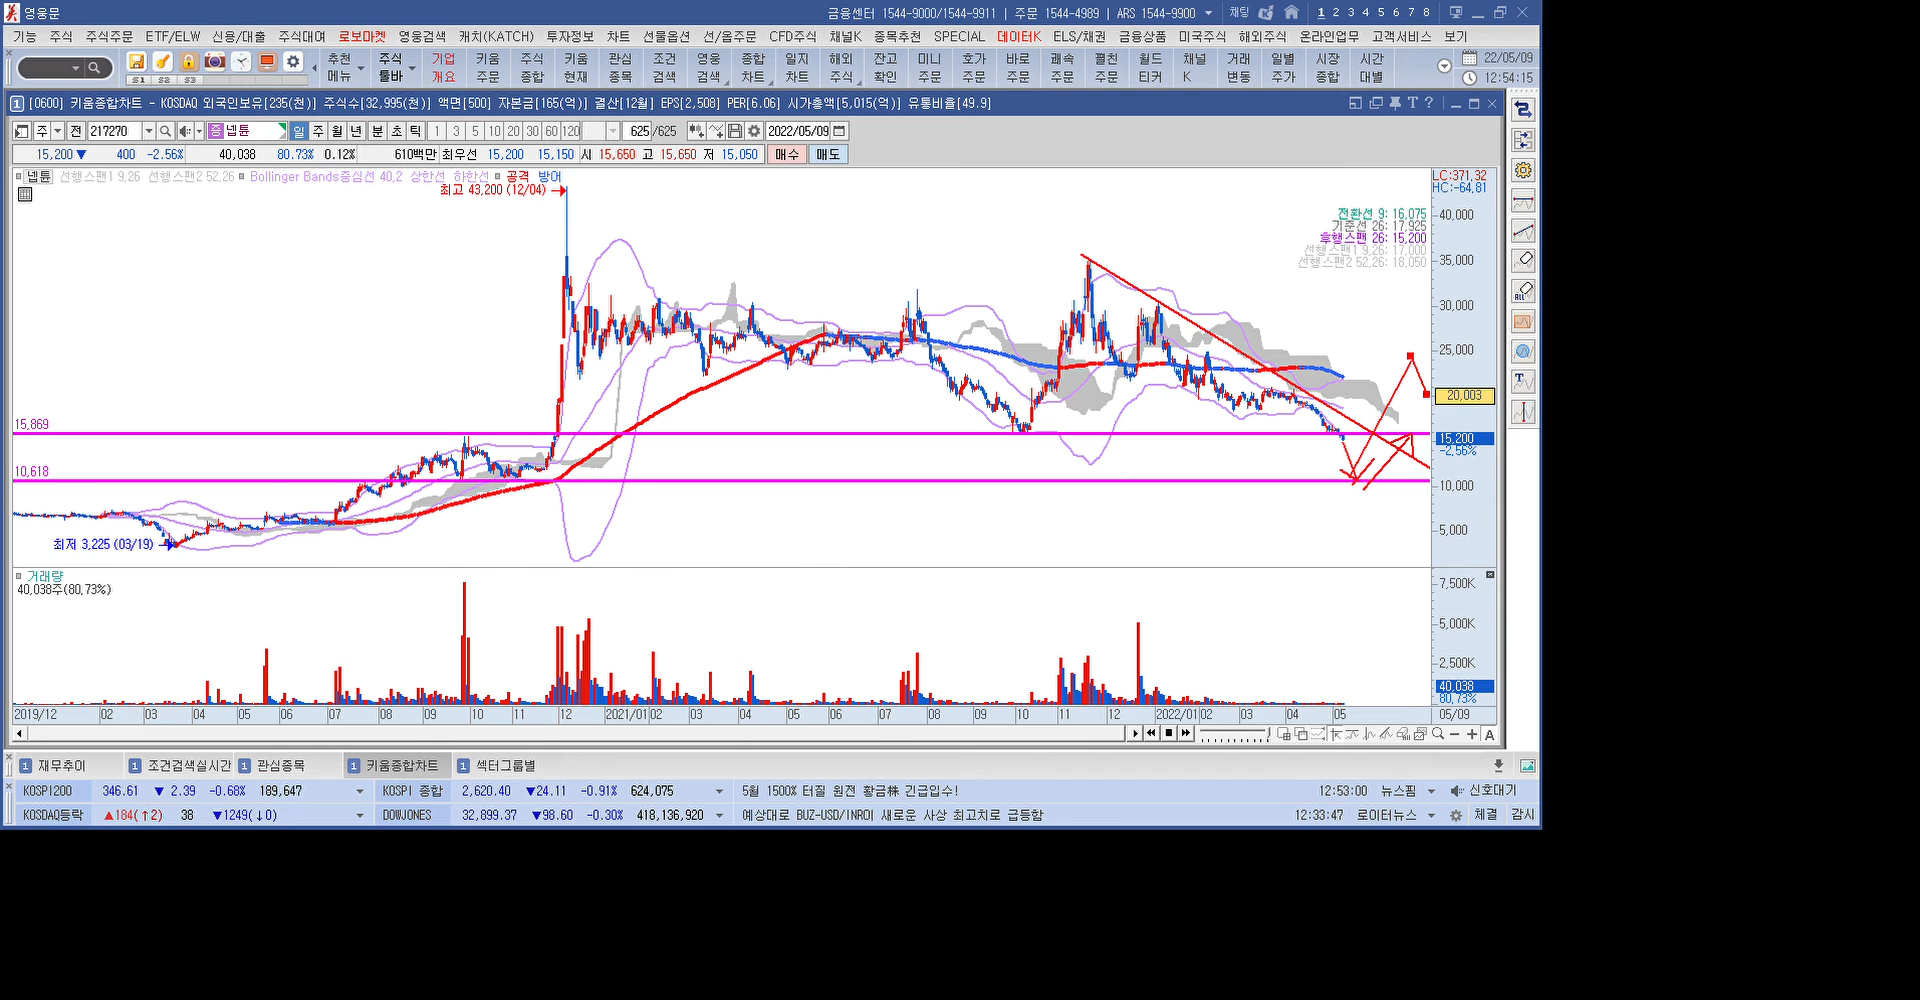 영웅문
금융센터 1544-9000/1544-9911 | 주문 1544-4989 | ARS 1544-9900 채팅 1 2 3 4 5 6 7 8
기능 주식 주식주문 ETF/ELW 신용/대출 주식대여 로보마켓 영웅검색 캐치(KATCH) 투자정보 차트 선물옵션 선/옵주문 CFD주식 채널K 종목추천 SPECIAL 데이터K ELS/채권 금융상품 미국주식 해외주식 온라인업무 고객서비스 보기
추천 주식 기업 키움 주식 키움 관심 조건 영웅 종합 일지 해외 잔고 미니 호가 바로 쾌속 펼친 월드 채널 거래 일별 시장 시간 22/05/09
메뉴 툴바 개요 주문 종합 현재 종목 검색 검색 차트 차트 주식 확인 주문 주문 주문 주문 주문 티커 K 변동 주가 종합 대별 12:54:15
S1 S2 S3
1 [0600] 키움종합차트 - KOSDAQ 외국인보유[235(천)] 주식수[32,995(천)] 액면[500] 자본금[165(억)] 결산[12월] EPS[2,508] PER[6.06] 시가총액[5,015(억)] 유통비율[49.9]
주 전 217270 증 넵튠 일 주 월 년 분 초 틱 1 3 5 10 20 30 60 120 625 /625 2022/05/09
15,200 ▼ 400 -2.56% 40,038 80.73% 0.12% 610백만 최우선 15,200 15,150 시 15,650 고 15,650 저 15,050 매수 매도
넵튠 선행스팬1 9,26 선행스팬2 52,26 Bollinger Bands중심선 40,2 상한선 하한선 공격 방어
LC:371.32
HC:-64.81
최고 43,200 (12/04)
전환선 9: 16,075
기준선 26: 17,925
후행스팬 26: 15,200
선행스팬1 9,26: 17,000
선행스팬2 52,26: 18,050
40,000
35,000
30,000
25,000
20,003
15,869
15,200
-2.56%
10,618
10,000
5,000
최저 3,225 (03/19)
거래량
40,038주(80.73%)
7,500K
5,000K
2,500K
40,038
80.73%
2019/12 02 03 04 05 06 07 08 09 10 11 12 2021/01 02 03 04 05 06 07 08 09 10 11 12 2022/01 02 03 04 05 05/09
A
1 재무추이 1 조건검색실시간 1 관심종목 1 키움종합차트 1 섹터그룹별
KOSPI200 346.61 ▼ 2.39 -0.68% 189,647 KOSPI 종합 2,620.40 ▼24.11 -0.91% 624,075 5월 1500% 터질 원전 황금株 긴급입수! 12:53:00 뉴스핌 신호대기
KOSDAQ등락 ▲184(↑2) 38 ▼1249(↓0) DOWJONES 32,899.37 ▼98.60 -0.30% 418,136,920 예상대로 BUZ-USD/INR이 새로운 사상 최고치로 급등함 12:33:47 로이터뉴스 체결 감시